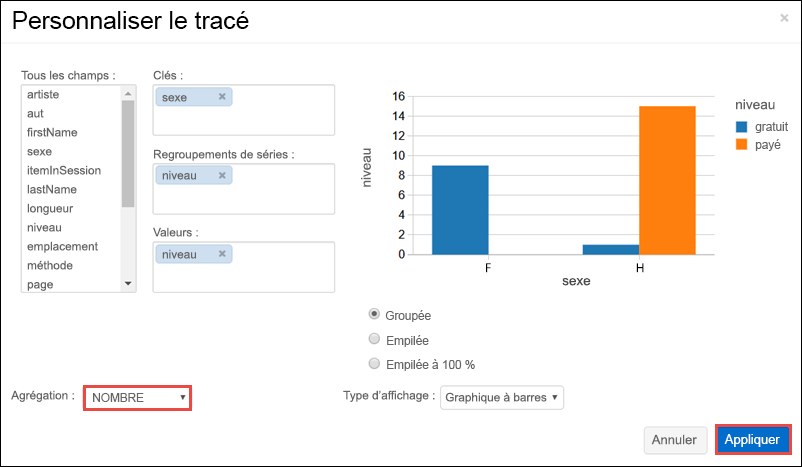 Personnaliser le tracé
×
Tous les champs :
artiste
aut
firstName
sexe
itemInSession
lastName
longueur
niveau
emplacement
méthode
page
Clés :
sexe ×
Regroupements de séries :
niveau ×
Valeurs :
niveau ×
niveau
16
14
12
10
8
6
4
2
0
F H
sexe
niveau
gratuit
payé
Groupée
Empilée
Empilée à 100 %
Agrégation : NOMBRE
Type d'affichage : Graphique à barres
Annuler Appliquer